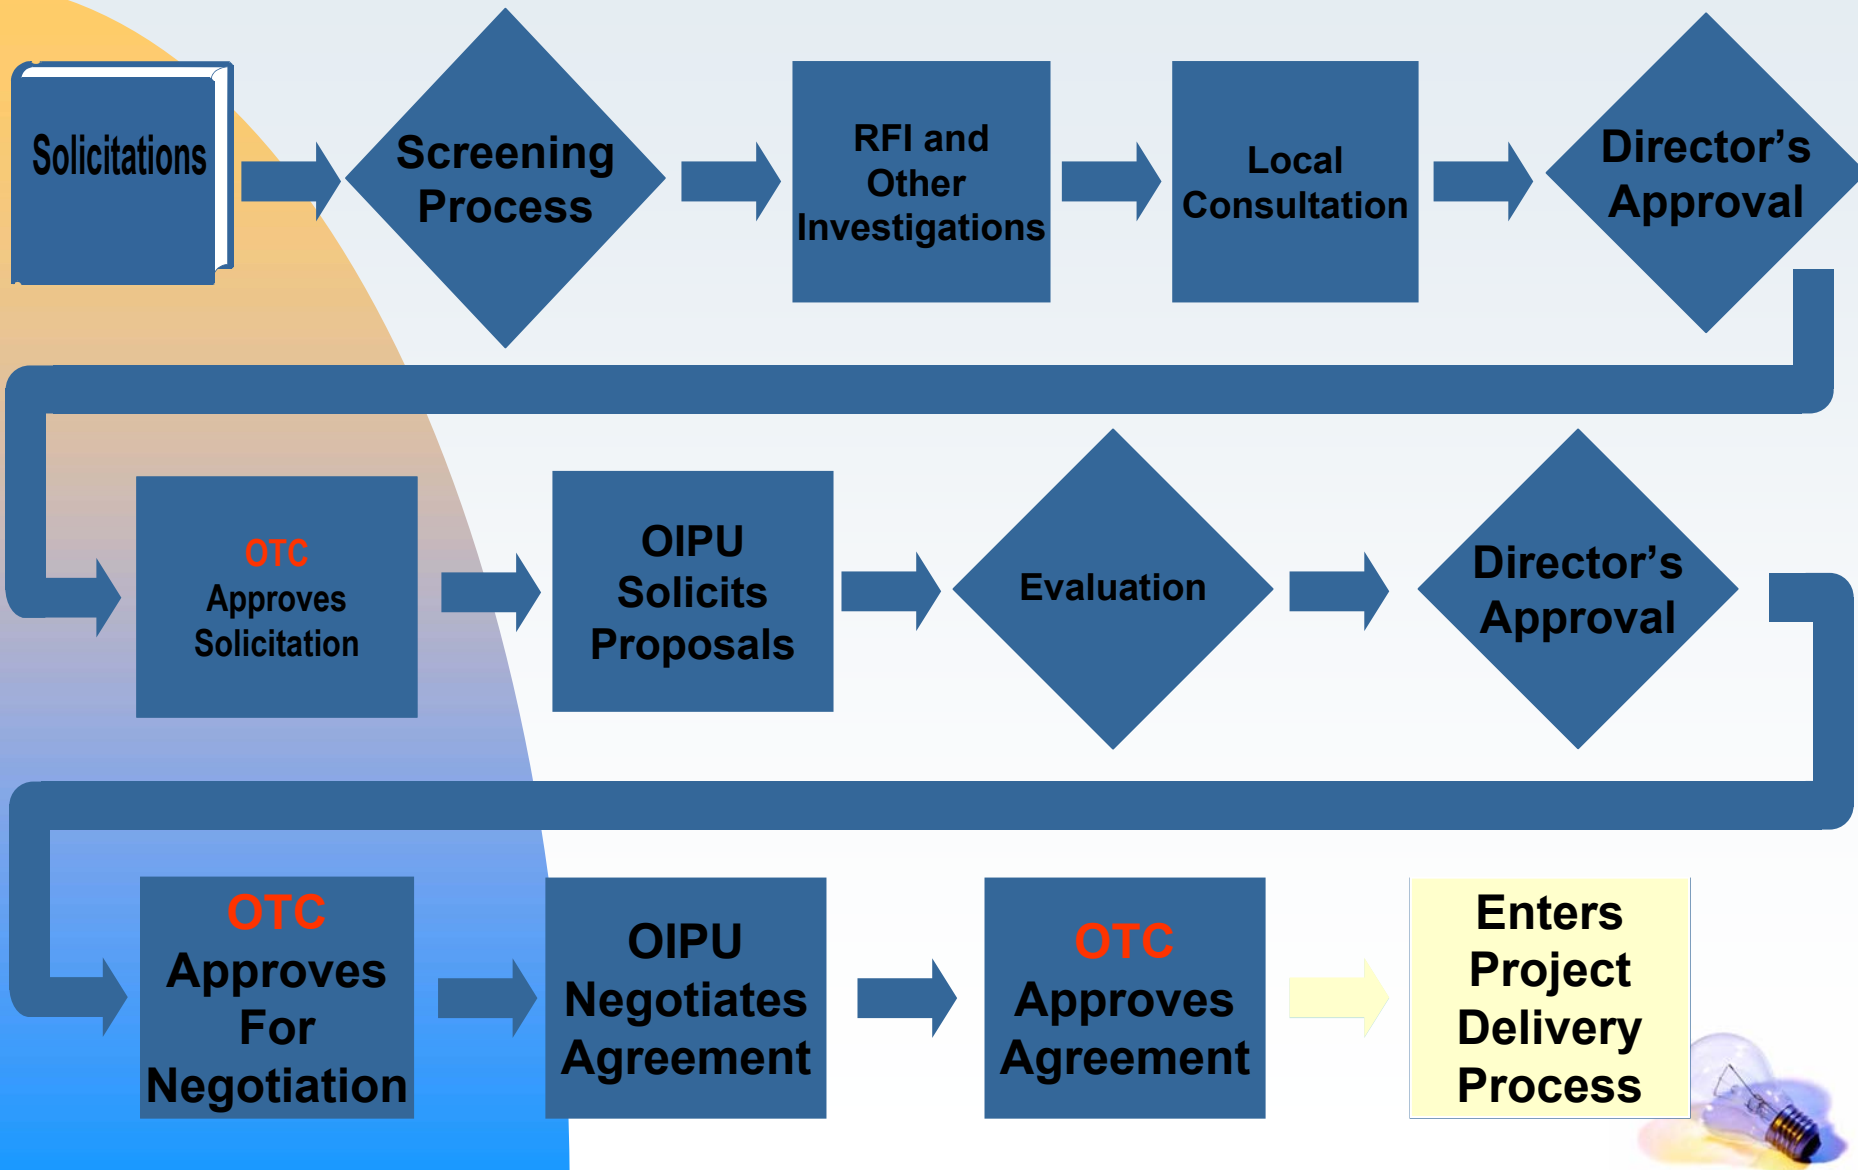 Solicitations
Screening
Process
RFI and
Other
Investigations
Local
Consultation
Director's
Approval
OTC
Approves
Solicitation
OIPU
Solicits
Proposals
Evaluation
Director's
Approval
OTC
Approves
For
Negotiation
OIPU
Negotiates
Agreement
OTC
Approves
Agreement
Enters
Project
Delivery
Process